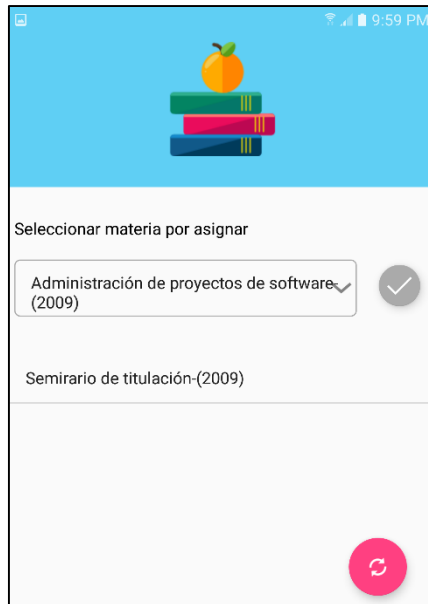 9:59 PM
Seleccionar materia por asignar
Administración de proyectos de software-
(2009)
Semirario de titulación-(2009)